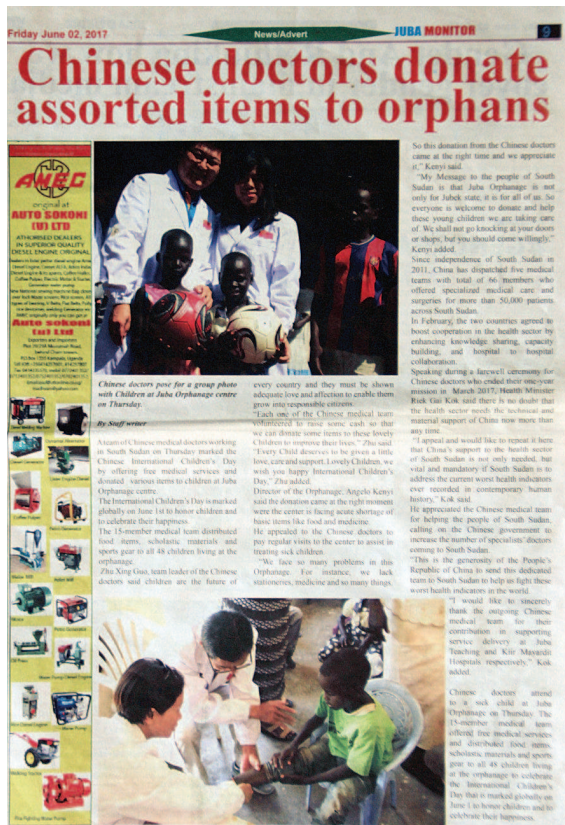 Friday June 02, 2017
News/Advert
JUBA MONITOR
9
Chinese doctors donate
assorted items to orphans
ANEC
original at
AUTO SOKONI
(U) LTD
ATHORISED DEALERS
IN SUPERIOR QUALITY
DIESEL ENGINE ORIGINAL
Auto sokoni
(u) Ltd
Chinese doctors pose for a group photo
with Children at Juba Orphanage centre
on Thursday.
By Staff writer
A team of Chinese medical doctors working
in South Sudan on Thursday marked the
Chinese International Children's Day
by offering free medical services and
donated various items to children at Juba
Orphanage centre.
The International Children's Day is marked
globally on June 1st to honor children and
to celebrate their happiness.
The 15-member medical team distributed
food items, scholastic materials and
sports gear to all 48 children living at the
orphanage.
Zhu Xing Guo, team leader of the Chinese
doctors said children are the future of
every country and they must be shown
adequate love and affection to enable them
grow into responsible citizens.
"Each one of the Chinese medical team
volunteered to raise some cash so that
we can donate some items to these lovely
Children to improve their lives," Zhu said.
"Every Child deserves to be given a little
love, care and support. Lovely Children, we
wish you happy International Children's
Day," Zhu added.
Director of the Orphanage, Angelo Kenyi
said the donation came at the right moment
were the center is facing acute shortage of
basic items like food and medicine.
He appealed to the Chinese doctors to
pay regular visits to the center to assist in
treating sick children.
"We face so many problems in this
Orphanage. For instance, we lack
stationeries, medicine and so many things.
So this donation from the Chinese doctors
came at the right time and we appreciate
it," Kenyi said.
"My Message to the people of South
Sudan is that Juba Orphanage is not
only for Jubek state, it is for all of us. So
everyone is welcome to donate and help
these young children we are taking care
of. We shall not go knocking at your doors
or shops, but you should come willingly,"
Kenyi added.
Since independence of South Sudan in
2011, China has dispatched five medical
teams with total of 66 members who
offered specialized medical care and
surgeries for more than 50,000 patients
across South Sudan.
In February, the two countries agreed to
boost cooperation in the health sector by
enhancing knowledge sharing, capacity
building, and hospital to hospital
collaboration.
Speaking during a farewell ceremony for
Chinese doctors who ended their one-year
mission in March 2017, Health Minister
Riek Gai Kok said there is no doubt that
the health sector needs the technical and
material support of China now more than
any time.
"I appeal and would like to repeat it here
that China's support to the health sector
of South Sudan is not only needed, but
vital and mandatory if South Sudan is to
address the current worst health indicators
ever recorded in contemporary human
history," Kok said.
He appreciated the Chinese medical team
for helping the people of South Sudan,
calling on the Chinese government to
increase the number of specialists' doctors
coming to South Sudan.
"This is the generosity of the People's
Republic of China to send this dedicated
team to South Sudan to help us fight these
worst health indicators in the world.
"I would like to sincerely
thank the outgoing Chinese
medical team for their
contribution in supporting
service delivery at Juba
Teaching and Kiir Mayardit
Hospitals respectively," Kok
added.
Chinese doctors attend
to a sick child at Juba
Orphanage on Thursday. The
15-member medical team
offered free medical services
and distributed food items,
scholastic materials and sports
gear to all 48 children living
at the orphanage to celebrate
the International Children's
Day that is marked globally on
June 1 to honor children and to
celebrate their happiness.